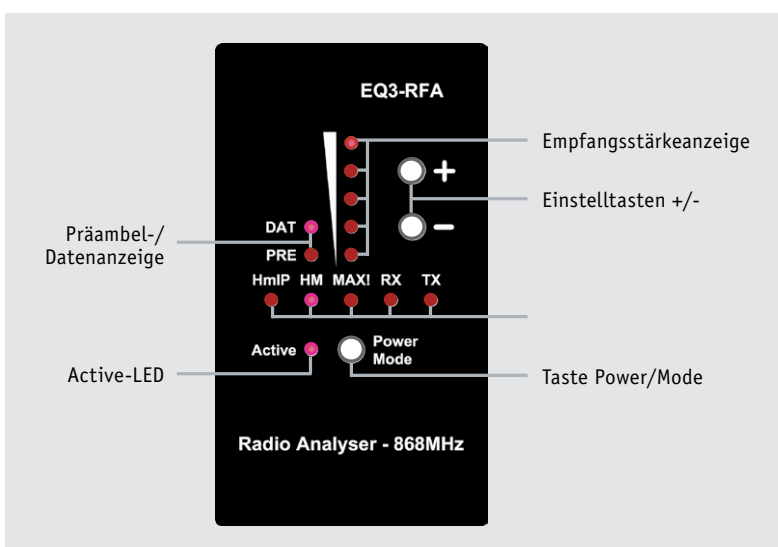 EQ3-RFA
Empfangsstärkeanzeige
+
Einstelltasten +/-
-
DAT
Präambel-/
Datenanzeige
PRE
HmIP HM MAX! RX TX
Active
Power
Mode
Active-LED
Taste Power/Mode
Radio Analyser - 868MHz